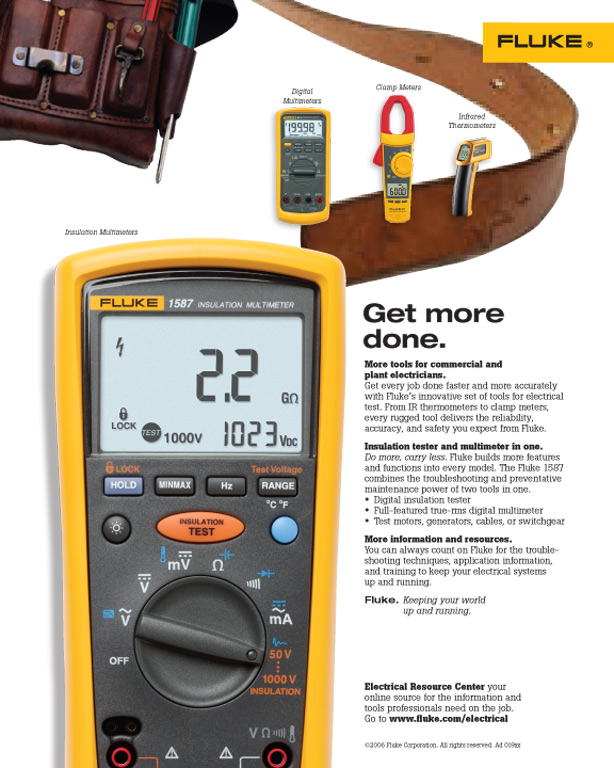 FLUKE ®
Digital
Multimeters
Clamp Meters
Infrared
Thermometers
199.98
600.0
Insulation Multimeters
FLUKE 1587 INSULATION MULTIMETER
2.2
GΩ
LOCK
TEST 1000V 1023 VDC
LOCK Test Voltage
HOLD MINMAX Hz RANGE
°C °F
INSULATION
TEST
mV Ω
V
V mA
50 V
OFF
1000 V
INSULATION
V Ω
Get more
done.
More tools for commercial and
plant electricians.
Get every job done faster and more accurately
with Fluke's innovative set of tools for electrical
test. From IR thermometers to clamp meters,
every rugged tool delivers the reliability,
accuracy, and safety you expect from Fluke.
Insulation tester and multimeter in one.
Do more, carry less. Fluke builds more features
and functions into every model. The Fluke 1587
combines the troubleshooting and preventative
maintenance power of two tools in one.
• Digital insulation tester
• Full-featured true-rms digital multimeter
• Test motors, generators, cables, or switchgear
More information and resources.
You can always count on Fluke for the trouble-
shooting techniques, application information,
and training to keep your electrical systems
up and running.
Fluke. Keeping your world
up and running.
Electrical Resource Center your
online source for the information and
tools professionals need on the job.
Go to www.fluke.com/electrical
©2006 Fluke Corporation. All rights reserved. Ad 019xx